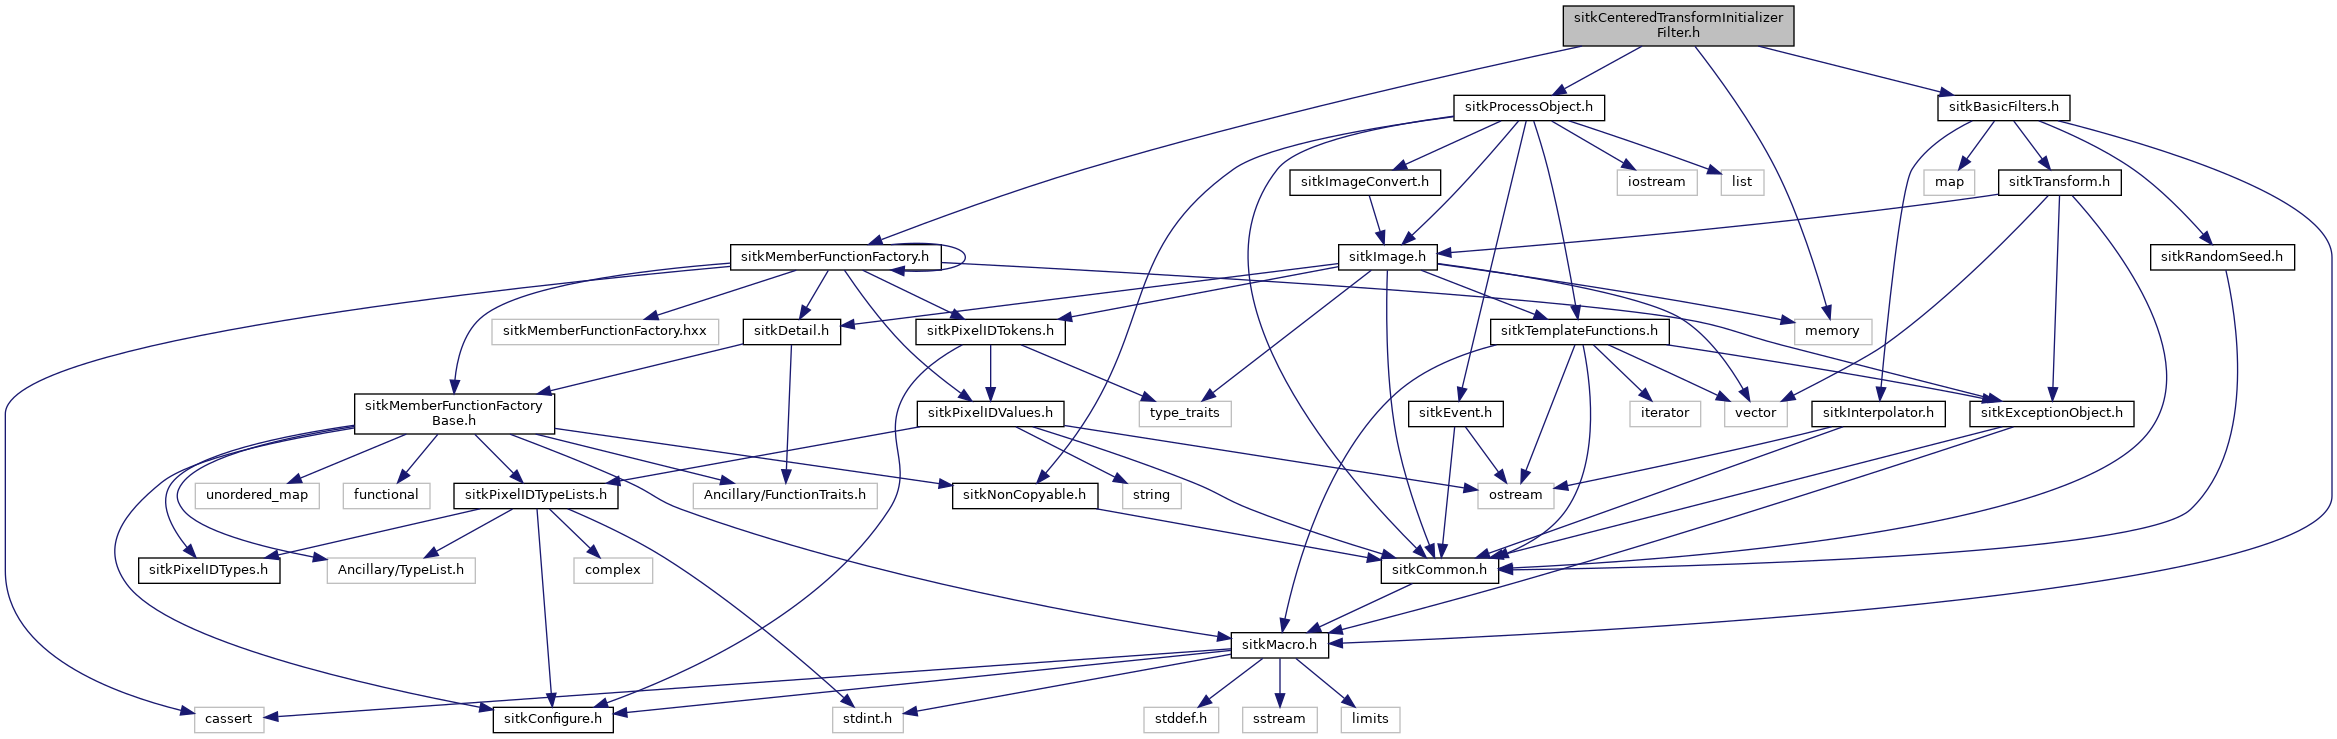 sitkCenteredTransformInitializer
Filter.h
sitkProcessObject.h
sitkBasicFilters.h
sitkImageConvert.h
iostream
list
map
sitkTransform.h
sitkMemberFunctionFactory.h
sitkImage.h
sitkRandomSeed.h
sitkMemberFunctionFactory.hxx
sitkDetail.h
sitkPixelIDTokens.h
sitkTemplateFunctions.h
memory
sitkMemberFunctionFactory
Base.h
sitkPixelIDValues.h
type_traits
sitkEvent.h
iterator
vector
sitkInterpolator.h
sitkExceptionObject.h
unordered_map
functional
sitkPixelIDTypeLists.h
Ancillary/FunctionTraits.h
sitkNonCopyable.h
string
ostream
sitkPixelIDTypes.h
Ancillary/TypeList.h
complex
sitkCommon.h
sitkMacro.h
cassert
sitkConfigure.h
stdint.h
stddef.h
sstream
limits